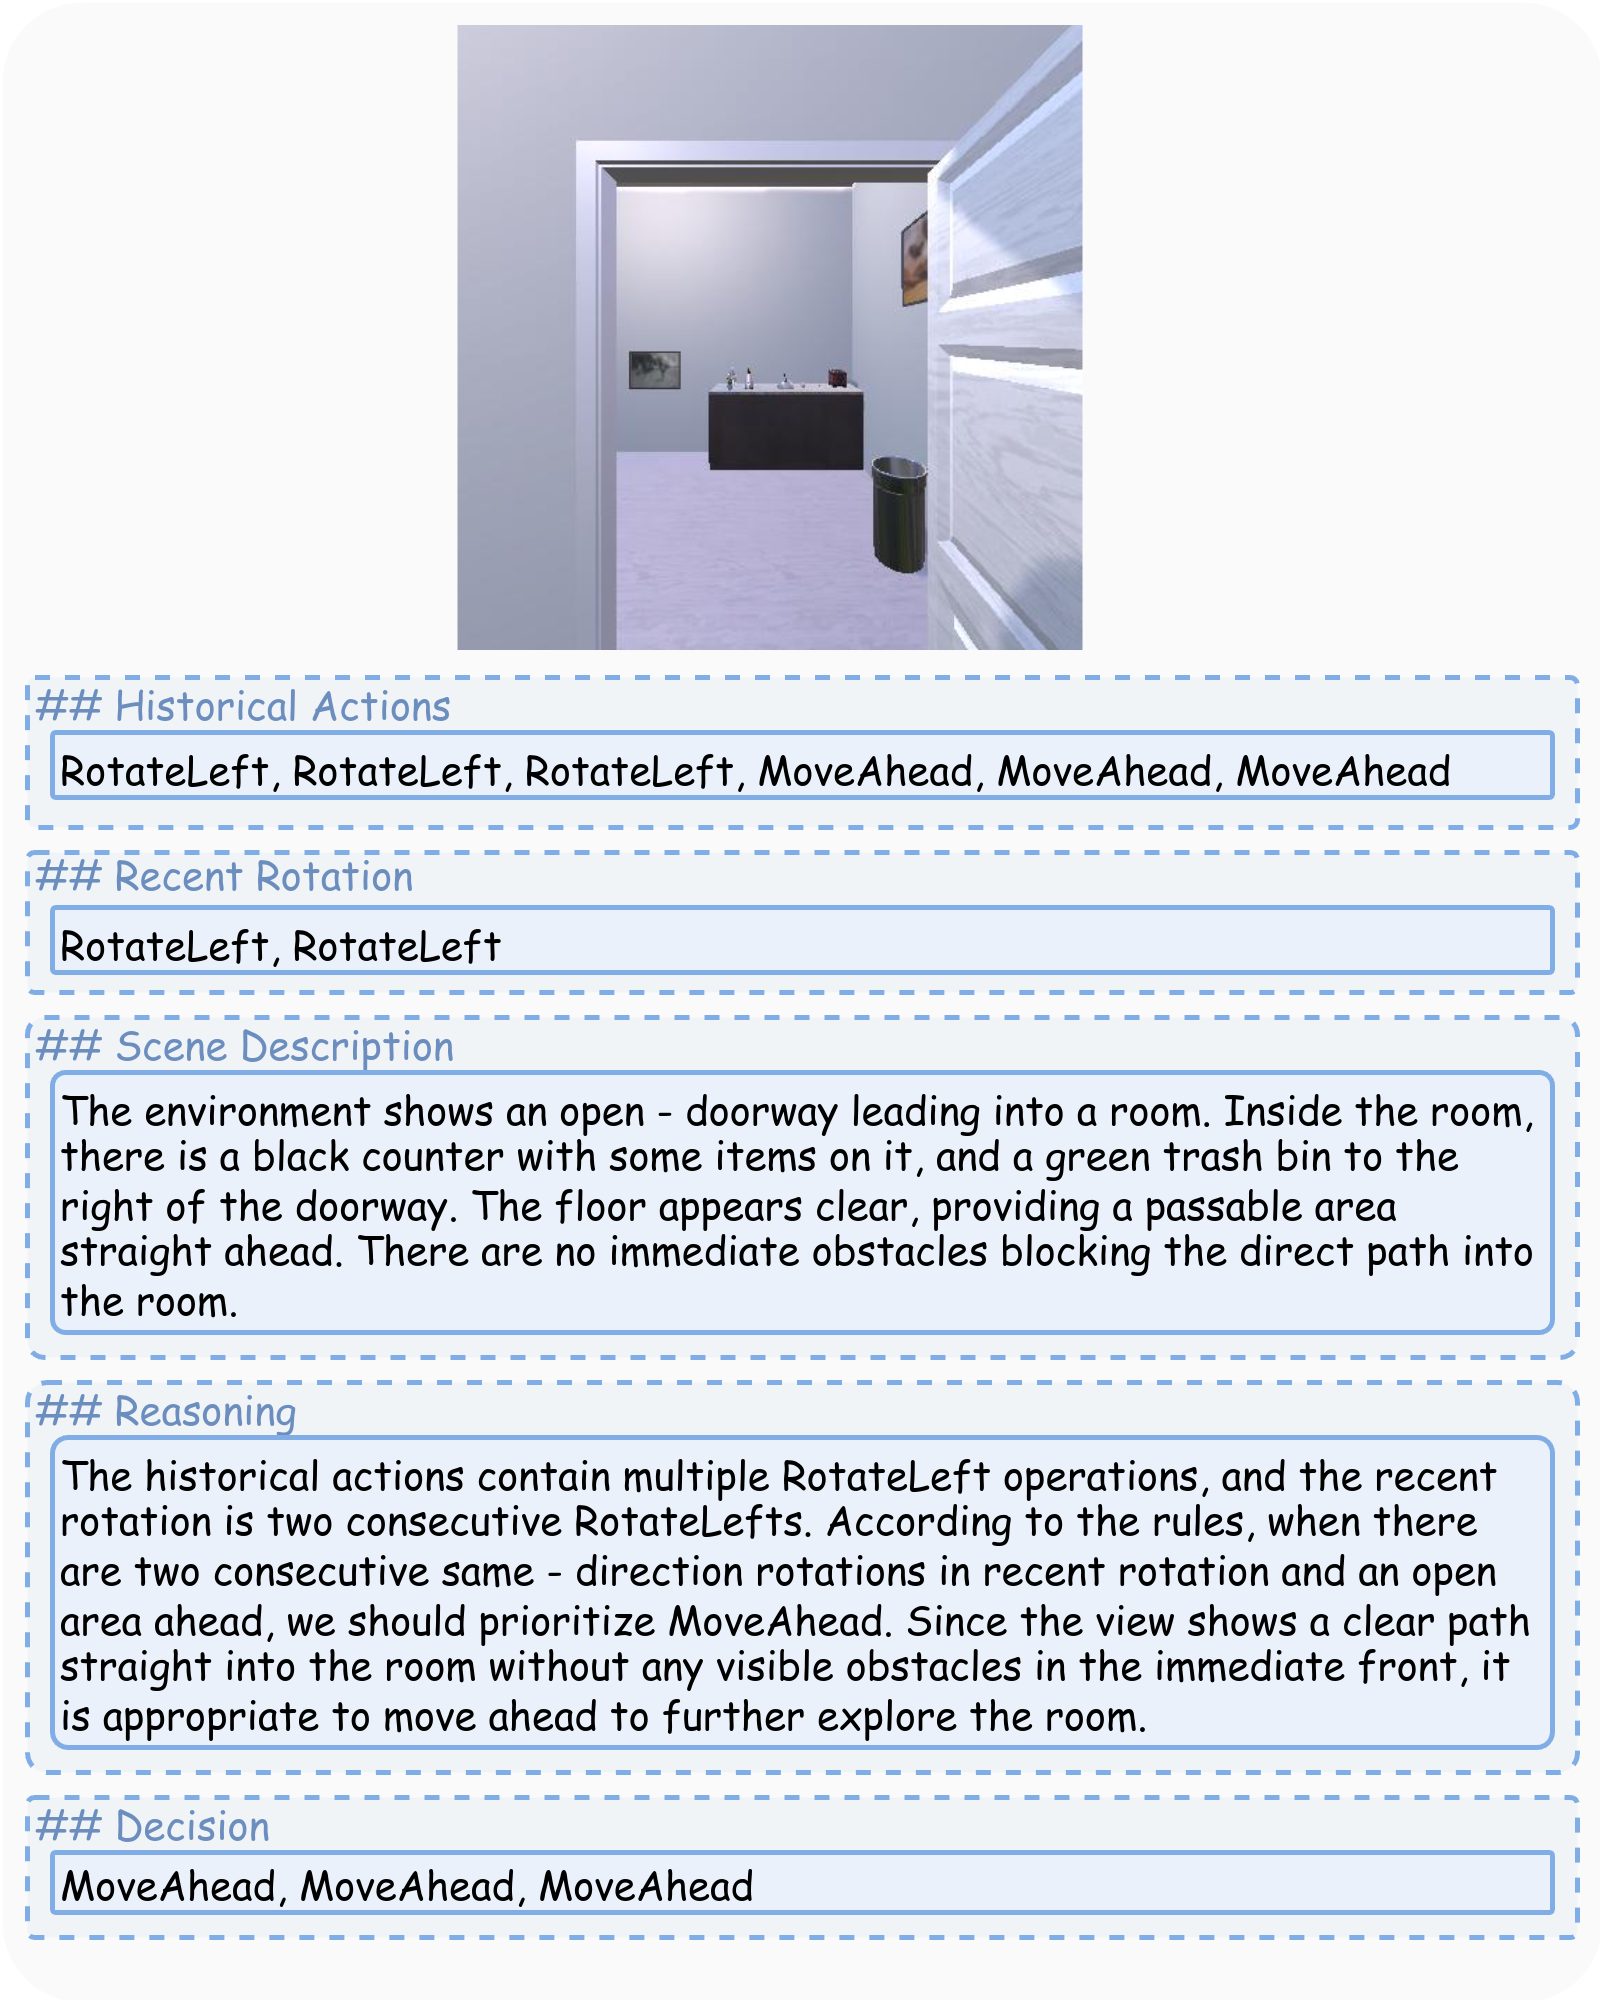 ## Historical Actions
RotateLeft, RotateLeft, RotateLeft, MoveAhead, MoveAhead, MoveAhead
## Recent Rotation
RotateLeft, RotateLeft
## Scene Description
The environment shows an open - doorway leading into a room. Inside the room,
there is a black counter with some items on it, and a green trash bin to the
right of the doorway. The floor appears clear, providing a passable area
straight ahead. There are no immediate obstacles blocking the direct path into
the room.
## Reasoning
The historical actions contain multiple RotateLeft operations, and the recent
rotation is two consecutive RotateLefts. According to the rules, when there
are two consecutive same - direction rotations in recent rotation and an open
area ahead, we should prioritize MoveAhead. Since the view shows a clear path
straight into the room without any visible obstacles in the immediate front, it
is appropriate to move ahead to further explore the room.
## Decision
MoveAhead, MoveAhead, MoveAhead